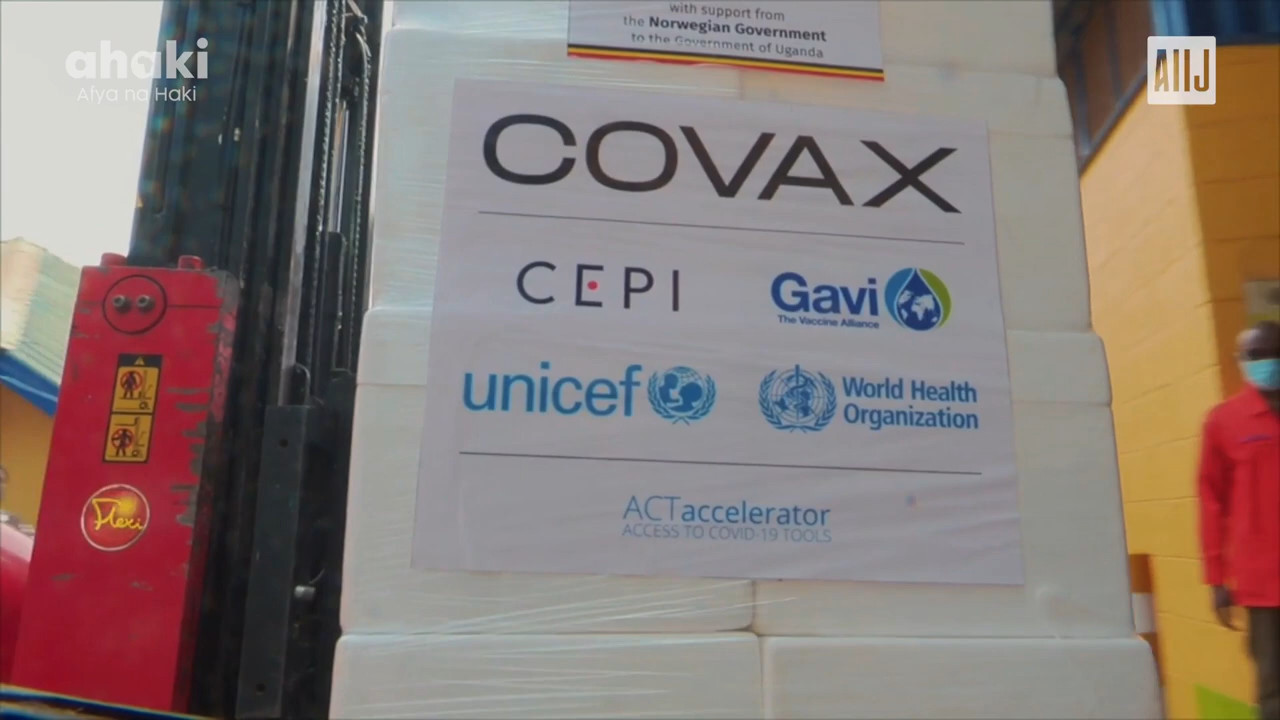 ahaki
Afya na Haki
AIIJ
with support from
the Norwegian Government
to the Government of Uganda
COVAX
CEPI
Gavi
The Vaccine Alliance
unicef
World Health
Organization
ACTaccelerator
ACCESS TO COVID-19 TOOLS
Flexi